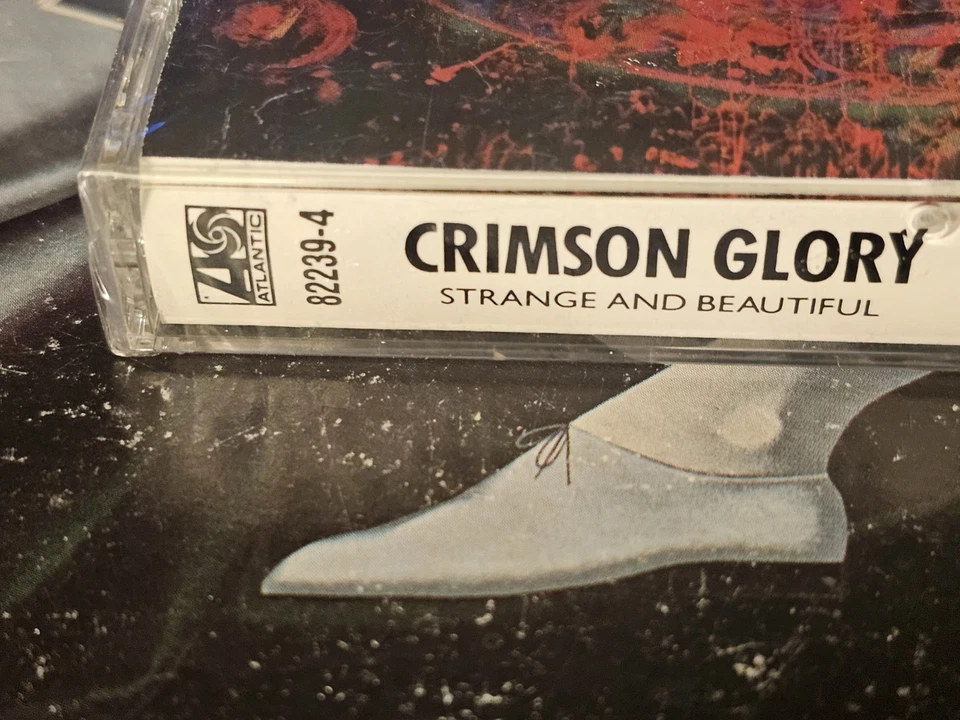 ATLANTIC
82239-4
CRIMSON GLORY
STRANGE AND BEAUTIFUL